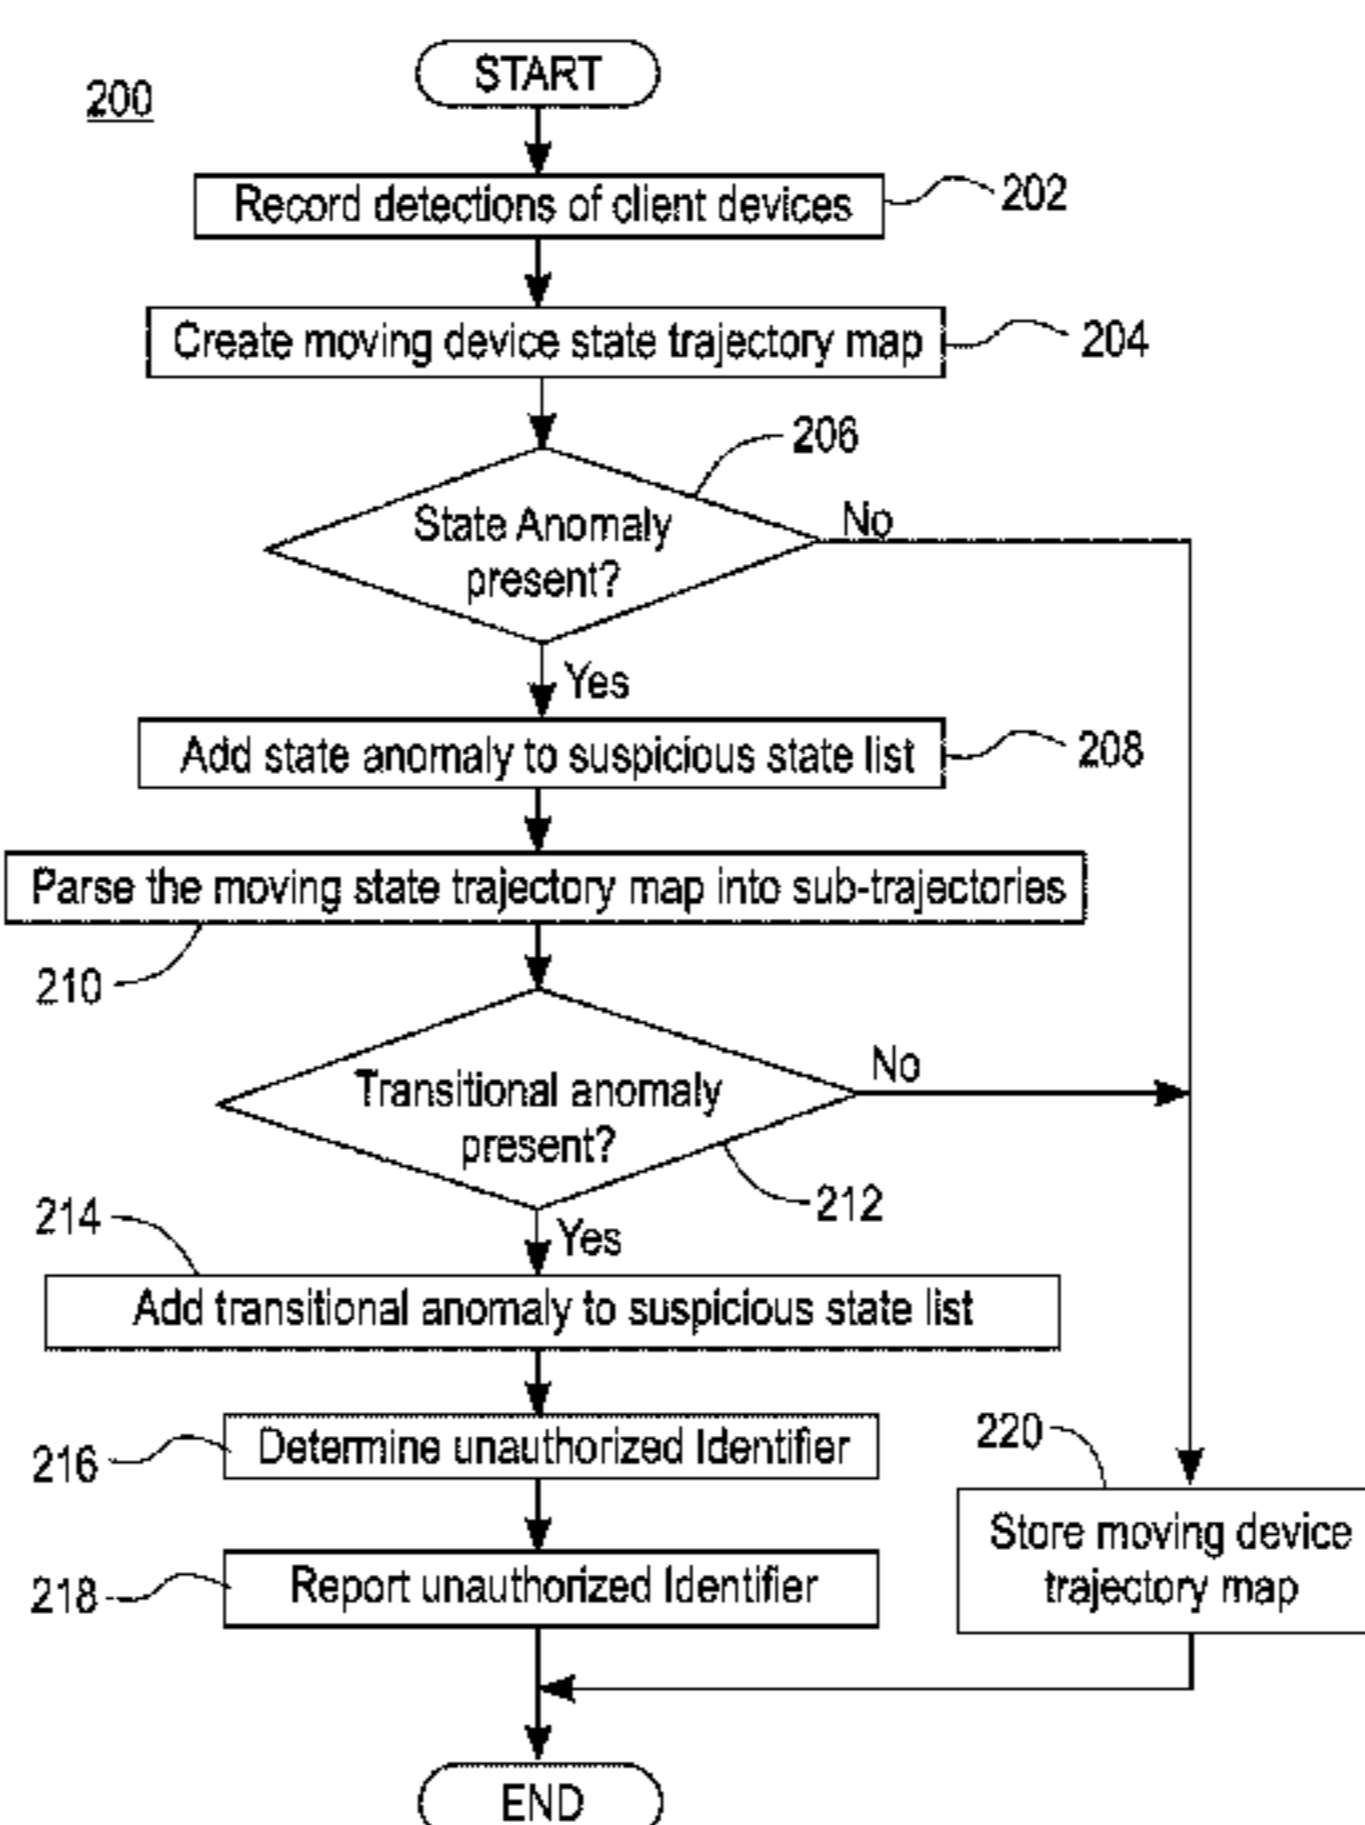 START
200
Record detections of client devices
202
Create moving device state trajectory map
204
206
State Anomaly
present?
No
Yes
Add state anomaly to suspicious state list
208
Parse the moving state trajectory map into sub-trajectories
210
Transitional anomaly
present?
No
212
214
Yes
Add transitional anomaly to suspicious state list
216
Determine unauthorized Identifier
220
Store moving device
trajectory map
218
Report unauthorized Identifier
END